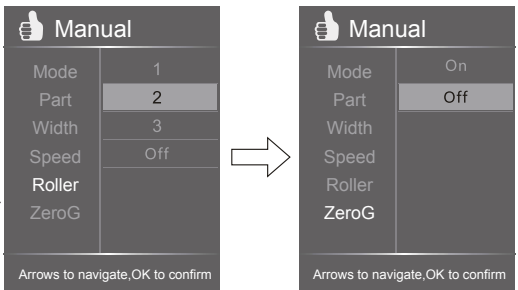 Manual
Mode 1
Part 2
Width 3
Speed Off
Roller
ZeroG
Arrows to navigate,OK to confirm
Manual
Mode On
Part Off
Width
Speed
Roller
ZeroG
Arrows to navigate,OK to confirm